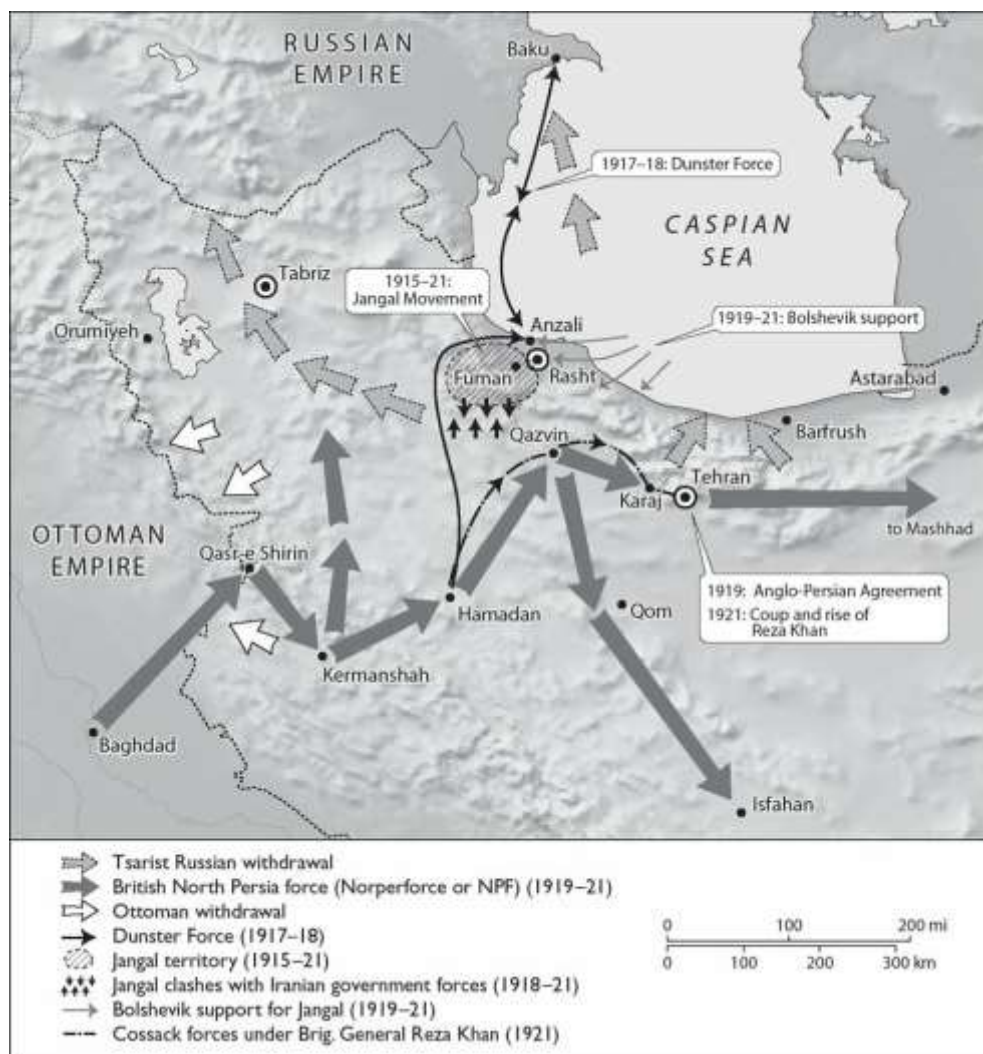 RUSSIAN
EMPIRE
Baku
1917–18: Dunster Force
CASPIAN
SEA
Tabriz
1915–21:
Jangal Movement
Orumiyeh
Anzali
1919–21: Bolshevik support
Fuman
Rasht
Astarabad
Barfrush
Qazvin
Tehran
Karaj
to Mashhad
OTTOMAN
EMPIRE
Qasr-e Shirin
Hamadan
Qom
1919: Anglo-Persian Agreement
1921: Coup and rise of
Reza Khan
Kermanshah
Baghdad
Isfahan
Tsarist Russian withdrawal
British North Persia force (Norperforce or NPF) (1919–21)
Ottoman withdrawal
Dunster Force (1917–18)
Jangal territory (1915–21)
Jangal clashes with Iranian government forces (1918–21)
Bolshevik support for Jangal (1919–21)
Cossack forces under Brig. General Reza Khan (1921)
0 100 200 mi
0 100 200 300 km